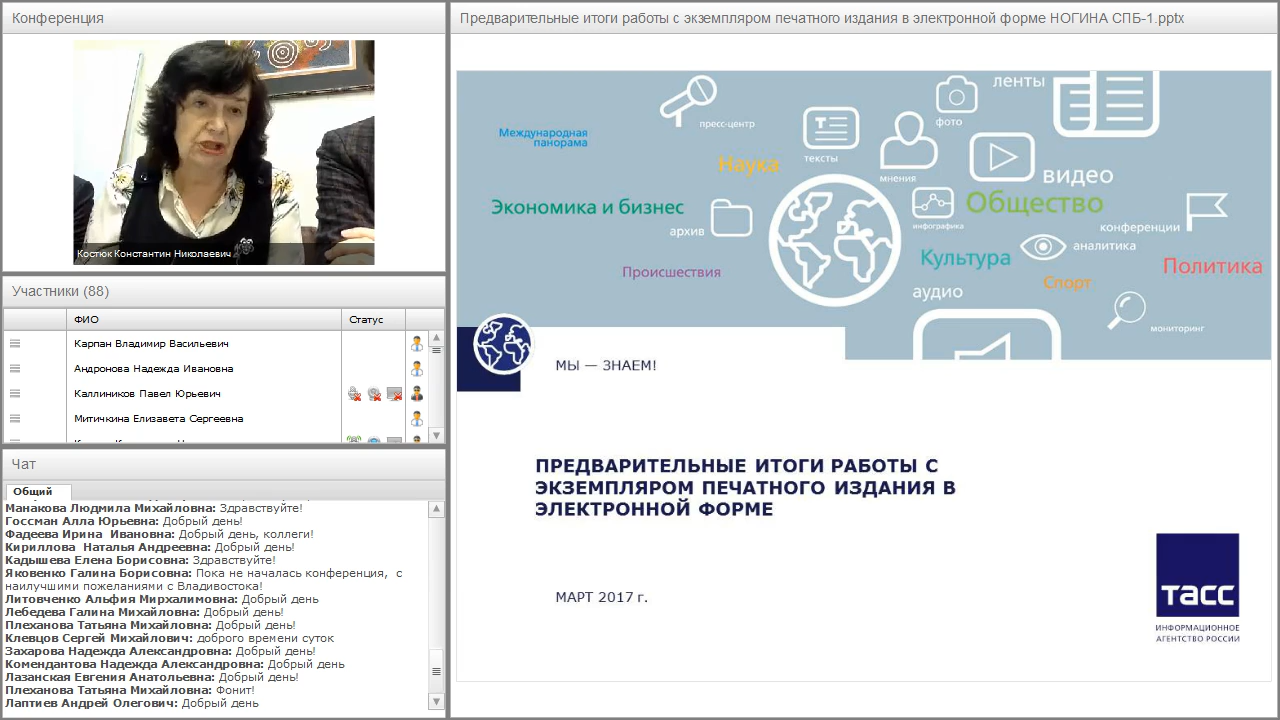 Конференция
Костюк Константин Николаевич
Участники (88)
ФИО
Статус
Карпан Владимир Васильевич
Андронова Надежда Ивановна
Каллиников Павел Юрьевич
Митичкина Елизавета Сергеевна
Чат
Общий
Манакова Людмила Михайловна: Здравствуйте!
Госсман Алла Юрьевна: Добрый день!
Фадеева Ирина Ивановна: Добрый день, коллеги!
Кириллова Наталья Андреевна: Добрый день!
Кадышева Елена Борисовна: Здравствуйте!
Яковенко Галина Борисовна: Пока не началась конференция, с
наилучшими пожеланиями с Владивостока!
Литовченко Альфия Мирхалимовна: Добрый день
Лебедева Галина Михайловна: Добрый день!
Плеханова Татьяна Михайловна: Добрый день!
Клевцов Сергей Михайлович: доброго времени суток
Захарова Надежда Александровна: Добрый день!
Комендантова Надежда Александровна: Добрый день
Лазанская Евгения Анатольевна: Добрый день!
Плеханова Татьяна Михайловна: Фонит!
Лаптиев Андрей Олегович: Добрый день
Предварительные итоги работы с экземпляром печатного издания в электронной форме НОГИНА СПБ-1.pptx
ленты
пресс-центр
фото
Международная
панорама
Наука
тексты
мнения
видео
Экономика и бизнес
архив
инфографика
Общество
конференции
Культура
аналитика
Происшествия
Политика
Спорт
аудио
мониторинг
МЫ — ЗНАЕМ!
ПРЕДВАРИТЕЛЬНЫЕ ИТОГИ РАБОТЫ С
ЭКЗЕМПЛЯРОМ ПЕЧАТНОГО ИЗДАНИЯ В
ЭЛЕКТРОННОЙ ФОРМЕ
МАРТ 2017 г.
ТАСС
ИНФОРМАЦИОННОЕ
АГЕНТСТВО РОССИИ